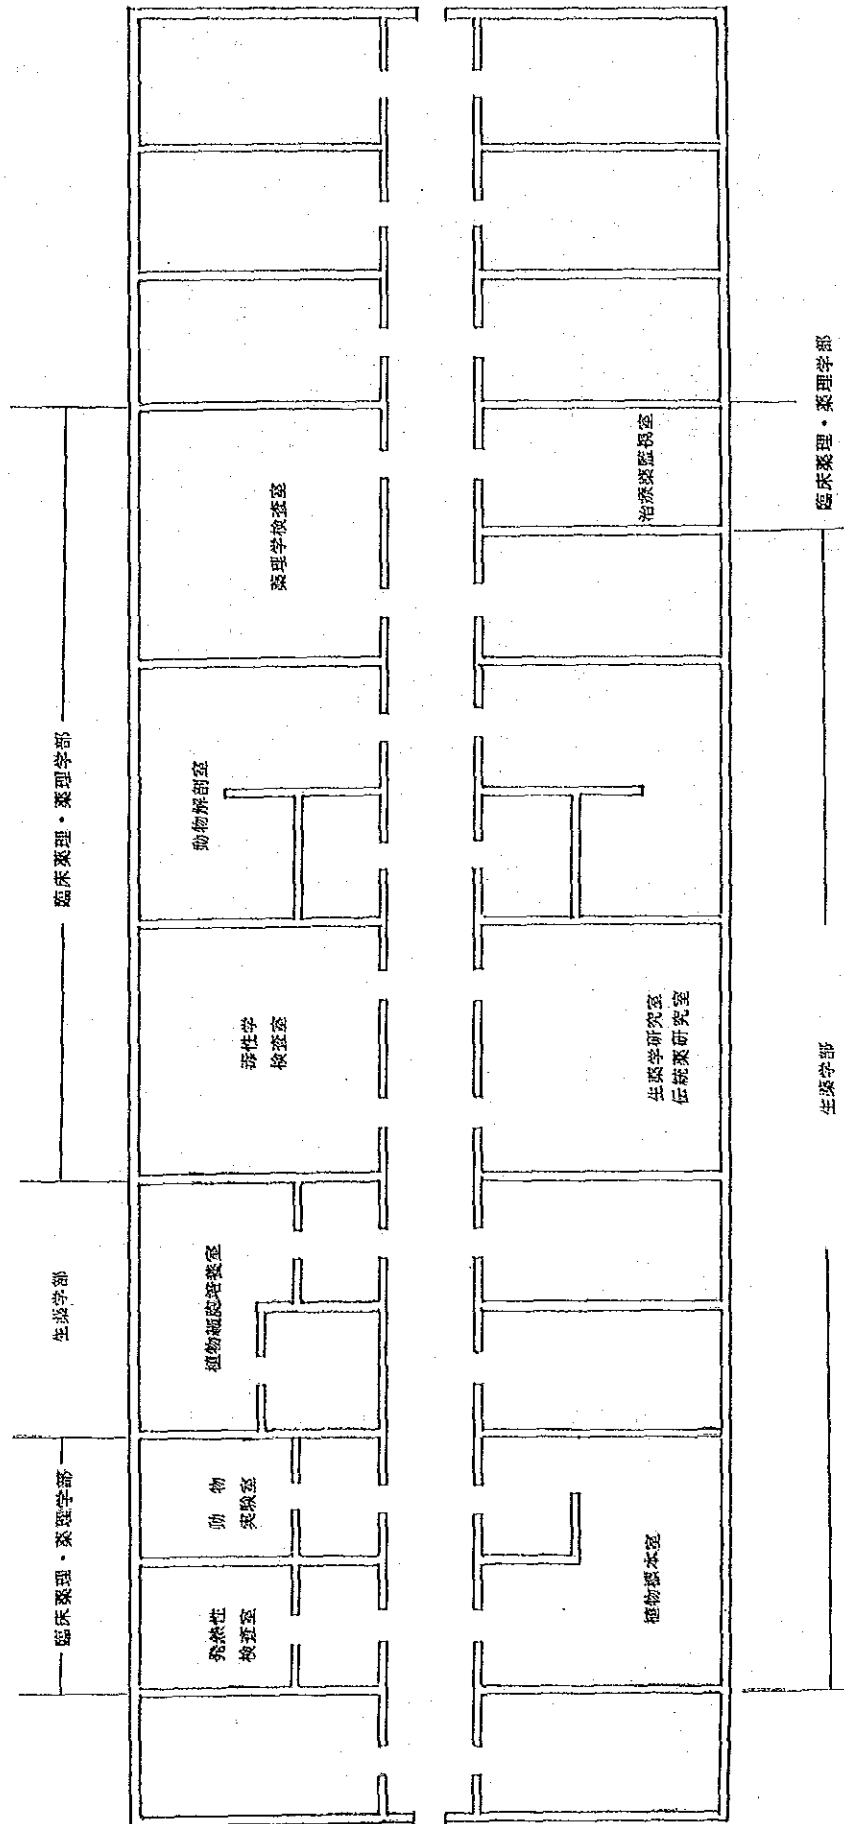 臨床薬理・薬理学部
生薬学部
臨床薬理・薬理学部
発熱性
検査室
動物
実験室
植物細胞培養室
毒性学
検査室
動物解剖室
薬理学検査室
植物標本室
生薬学研究室
伝統薬研究室
治療薬監視室
生薬学部
臨床薬理・薬理学部